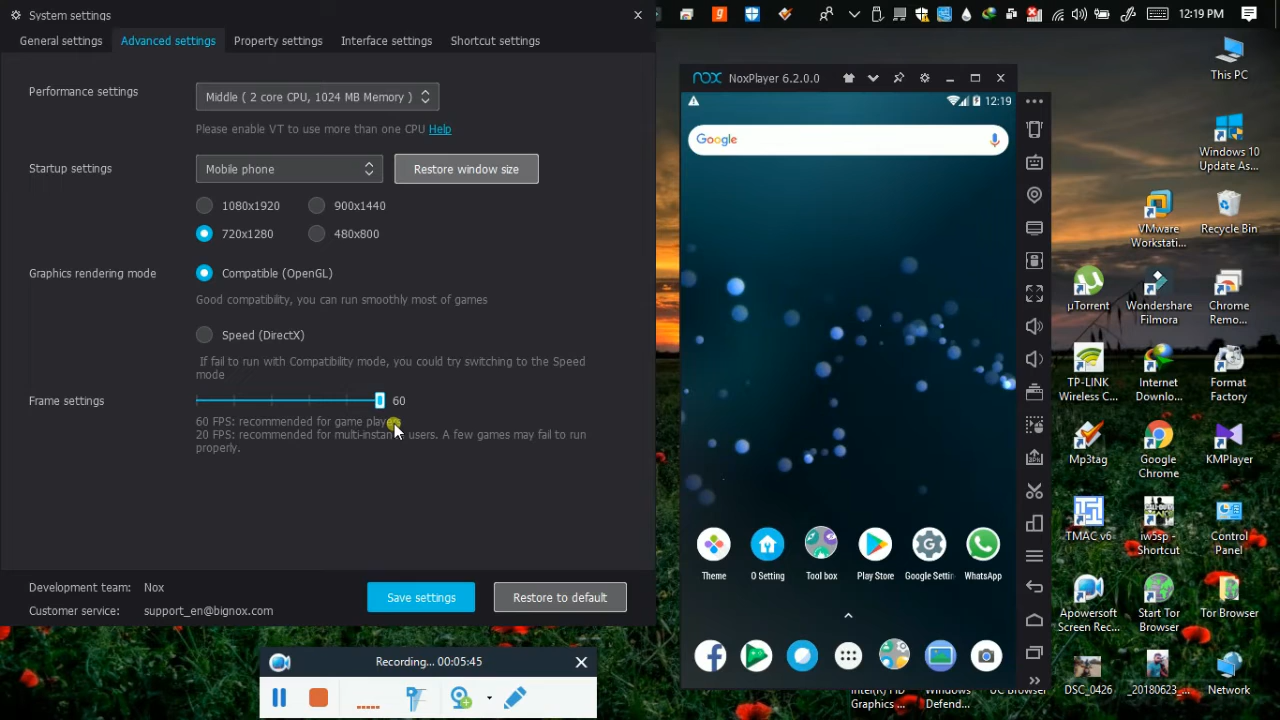 System settings
General settings
Advanced settings
Property settings
Interface settings
Shortcut settings
12:19 PM
Performance settings
Middle ( 2 core CPU, 1024 MB Memory )
Please enable VT to use more than one CPU Help
Startup settings
Mobile phone
Restore window size
1080x1920
900x1440
720x1280
480x800
Graphics rendering mode
Compatible (OpenGL)
Good compatibility, you can run smoothly most of games
Speed (DirectX)
If fail to run with Compatibility mode, you could try switching to the Speed
mode
Frame settings
60
60 FPS: recommended for game
20 FPS: recommended for users. A few games may fail to run
properly.
Development team: Nox
Customer service: support_en@bignox.com
Save settings
Restore to default
Recording... 00:05:45
nox NoxPlayer 6.2.0.0
12:19
Google
Theme
O Setting
Tool box
Play Store
WhatsApp
This PC
Windows 10
Update As...
VMware
Workstati...
Recycle Bin
µTorrent
Wondershare
Filmora
Chrome
Remo...
TP-LINK
Wireless C...
Internet
Downlo...
Format
Factory
Mp3tag
Google
Chrome
KMPlayer
TMAC v6
iw5sp -
Shortcut
Control
Panel
Apowersoft
Screen Rec...
Start Tor
Browser
Tor Browser
DSC_0426
_20180623_...
Network
Graphics ...
Windows
Defend...
UC Browser